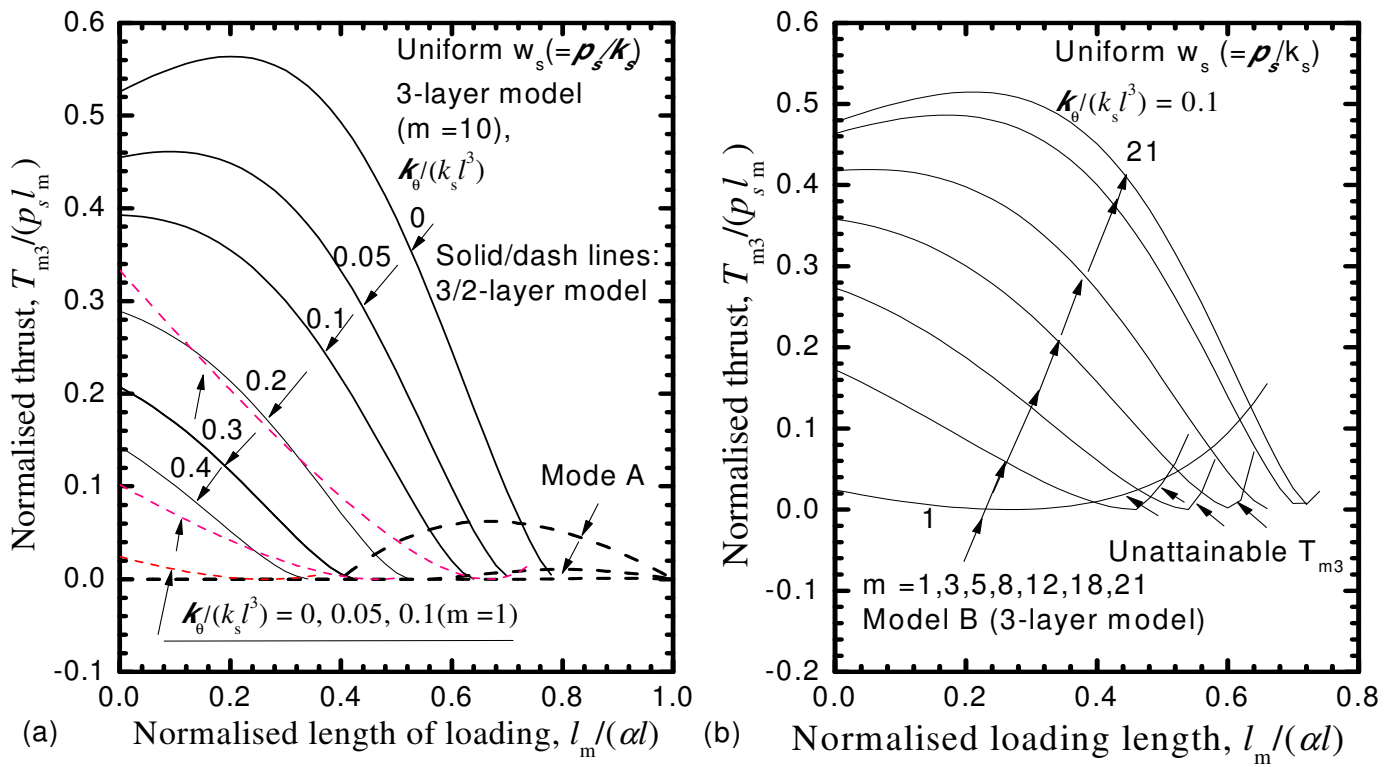 0.6
0.5
0.4
0.3
0.2
0.1
0.0
-0.1
Normalised thrust, T_m3/(p_s l_m)
Uniform w_s(=p_s/k_s)
3-layer model
(m =10),
k_θ/(k_s l^3)
0
0.05
Solid/dash lines:
3/2-layer model
0.1
0.2
0.3
0.4
Mode A
k_θ/(k_s l^3) = 0, 0.05, 0.1(m =1)
0.0 0.2 0.4 0.6 0.8 1.0
(a) Normalised length of loading, l_m/(αl)
0.6
0.5
0.4
0.3
0.2
0.1
0.0
-0.1
-0.2
Normalised thrust, T_m3/(p_s l_m)
Uniform w_s (=p_s/k_s)
k_θ/(k_s l^3) = 0.1
21
1
Unattainable T_m3
m =1,3,5,8,12,18,21
Model B (3-layer model)
0.0 0.2 0.4 0.6 0.8
(b) Normalised loading length, l_m/(αl)